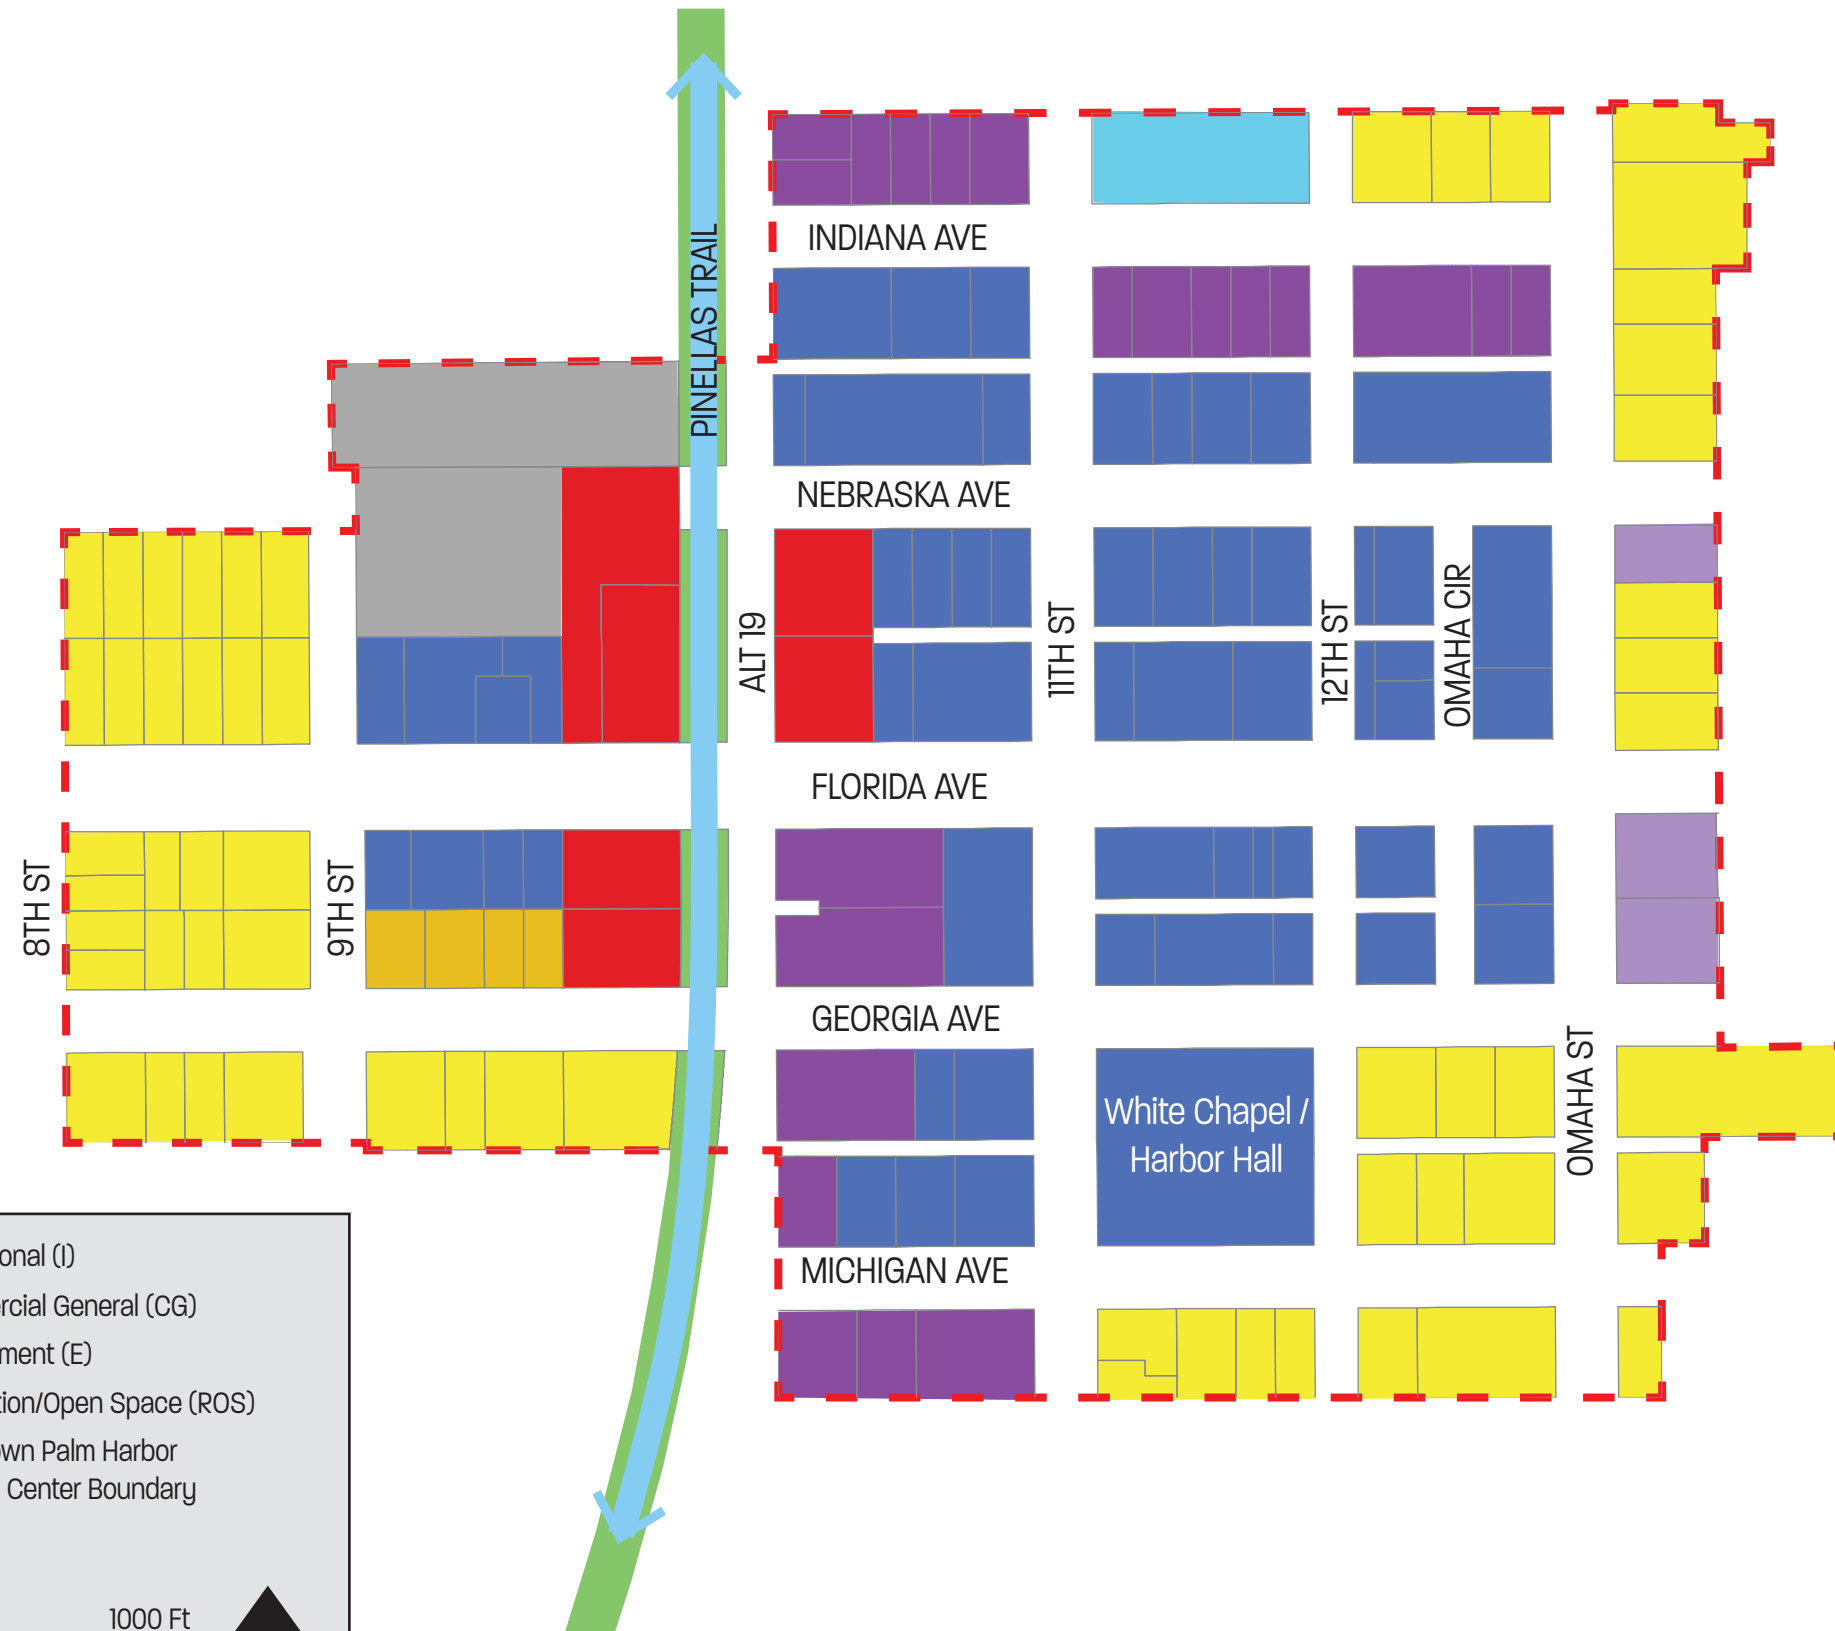 PINELLAS TRAIL
INDIANA AVE
NEBRASKA AVE
ALT 19
11TH ST
12TH ST
OMAHA CIR
FLORIDA AVE
8TH ST
9TH ST
GEORGIA AVE
White Chapel /
Harbor Hall
OMAHA ST
MICHIGAN AVE
onal (I)
rcial General (CG)
ment (E)
tion/Open Space (ROS)
wn Palm Harbor
Center Boundary
1000 Ft